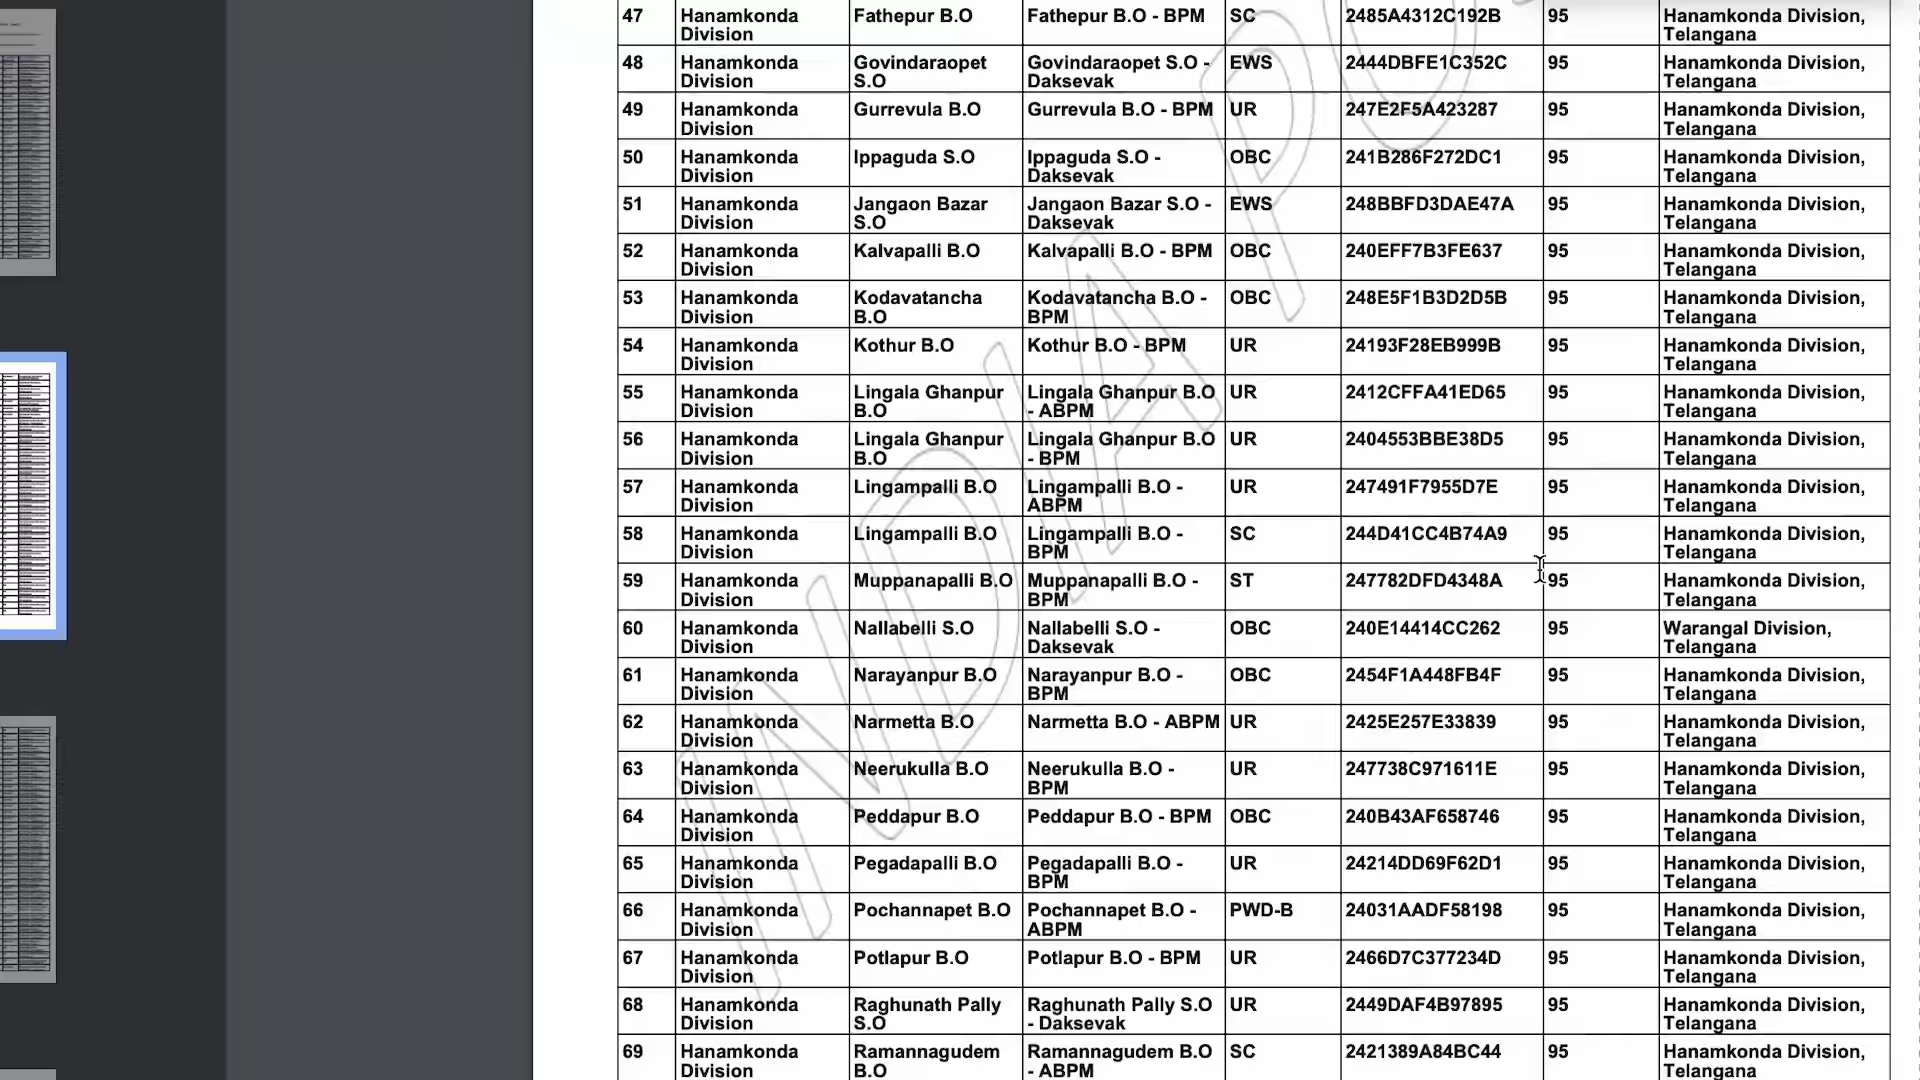 47 Hanamkonda Fathepur B.O Fathepur B.O - BPM SC 2485A4312C192B 95 Hanamkonda Division,
Division Telangana
48 Hanamkonda Govindaraopet Govindaraopet S.O - EWS 2444DBFE1C352C 95 Hanamkonda Division,
Division S.O Daksevak Telangana
49 Hanamkonda Gurrevula B.O Gurrevula B.O - BPM UR 247E2F5A423287 95 Hanamkonda Division,
Division Telangana
50 Hanamkonda Ippaguda S.O Ippaguda S.O - OBC 241B286F272DC1 95 Hanamkonda Division,
Division Daksevak Telangana
51 Hanamkonda Jangaon Bazar Jangaon Bazar S.O - EWS 248BBFD3DAE47A 95 Hanamkonda Division,
Division S.O Daksevak Telangana
52 Hanamkonda Kalvapalli B.O Kalvapalli B.O - BPM OBC 240EFF7B3FE637 95 Hanamkonda Division,
Division Telangana
53 Hanamkonda Kodavatancha Kodavatancha B.O - OBC 248E5F1B3D2D5B 95 Hanamkonda Division,
Division B.O BPM Telangana
54 Hanamkonda Kothur B.O Kothur B.O - BPM UR 24193F28EB999B 95 Hanamkonda Division,
Division Telangana
55 Hanamkonda Lingala Ghanpur Lingala Ghanpur B.O UR 2412CFFA41ED65 95 Hanamkonda Division,
Division B.O - ABPM Telangana
56 Hanamkonda Lingala Ghanpur Lingala Ghanpur B.O UR 2404553BBE38D5 95 Hanamkonda Division,
Division B.O - BPM Telangana
57 Hanamkonda Lingampalli B.O Lingampalli B.O - UR 247491F7955D7E 95 Hanamkonda Division,
Division ABPM Telangana
58 Hanamkonda Lingampalli B.O Lingampalli B.O - SC 244D41CC4B74A9 95 Hanamkonda Division,
Division BPM Telangana
59 Hanamkonda Muppanapalli B.O Muppanapalli B.O - ST 247782DFD4348A 95 Hanamkonda Division,
Division BPM Telangana
60 Hanamkonda Nallabelli S.O Nallabelli S.O - OBC 240E14414CC262 95 Warangal Division,
Division Daksevak Telangana
61 Hanamkonda Narayanpur B.O Narayanpur B.O - OBC 2454F1A448FB4F 95 Hanamkonda Division,
Division BPM Telangana
62 Hanamkonda Narmetta B.O Narmetta B.O - ABPM UR 2425E257E33839 95 Hanamkonda Division,
Division Telangana
63 Hanamkonda Neerukulla B.O Neerukulla B.O - UR 247738C971611E 95 Hanamkonda Division,
Division BPM Telangana
64 Hanamkonda Peddapur B.O Peddapur B.O - BPM OBC 240B43AF658746 95 Hanamkonda Division,
Division Telangana
65 Hanamkonda Pegadapalli B.O Pegadapalli B.O - UR 24214DD69F62D1 95 Hanamkonda Division,
Division BPM Telangana
66 Hanamkonda Pochannapet B.O Pochannapet B.O - PWD-B 24031AADF58198 95 Hanamkonda Division,
Division ABPM Telangana
67 Hanamkonda Potlapur B.O Potlapur B.O - BPM UR 2466D7C377234D 95 Hanamkonda Division,
Division Telangana
68 Hanamkonda Raghunath Pally Raghunath Pally S.O UR 2449DAF4B97895 95 Hanamkonda Division,
Division S.O - Daksevak Telangana
69 Hanamkonda Ramannagudem Ramannagudem B.O SC 2421389A84BC44 95 Hanamkonda Division,
Division B.O - ABPM Telangana
INDIA